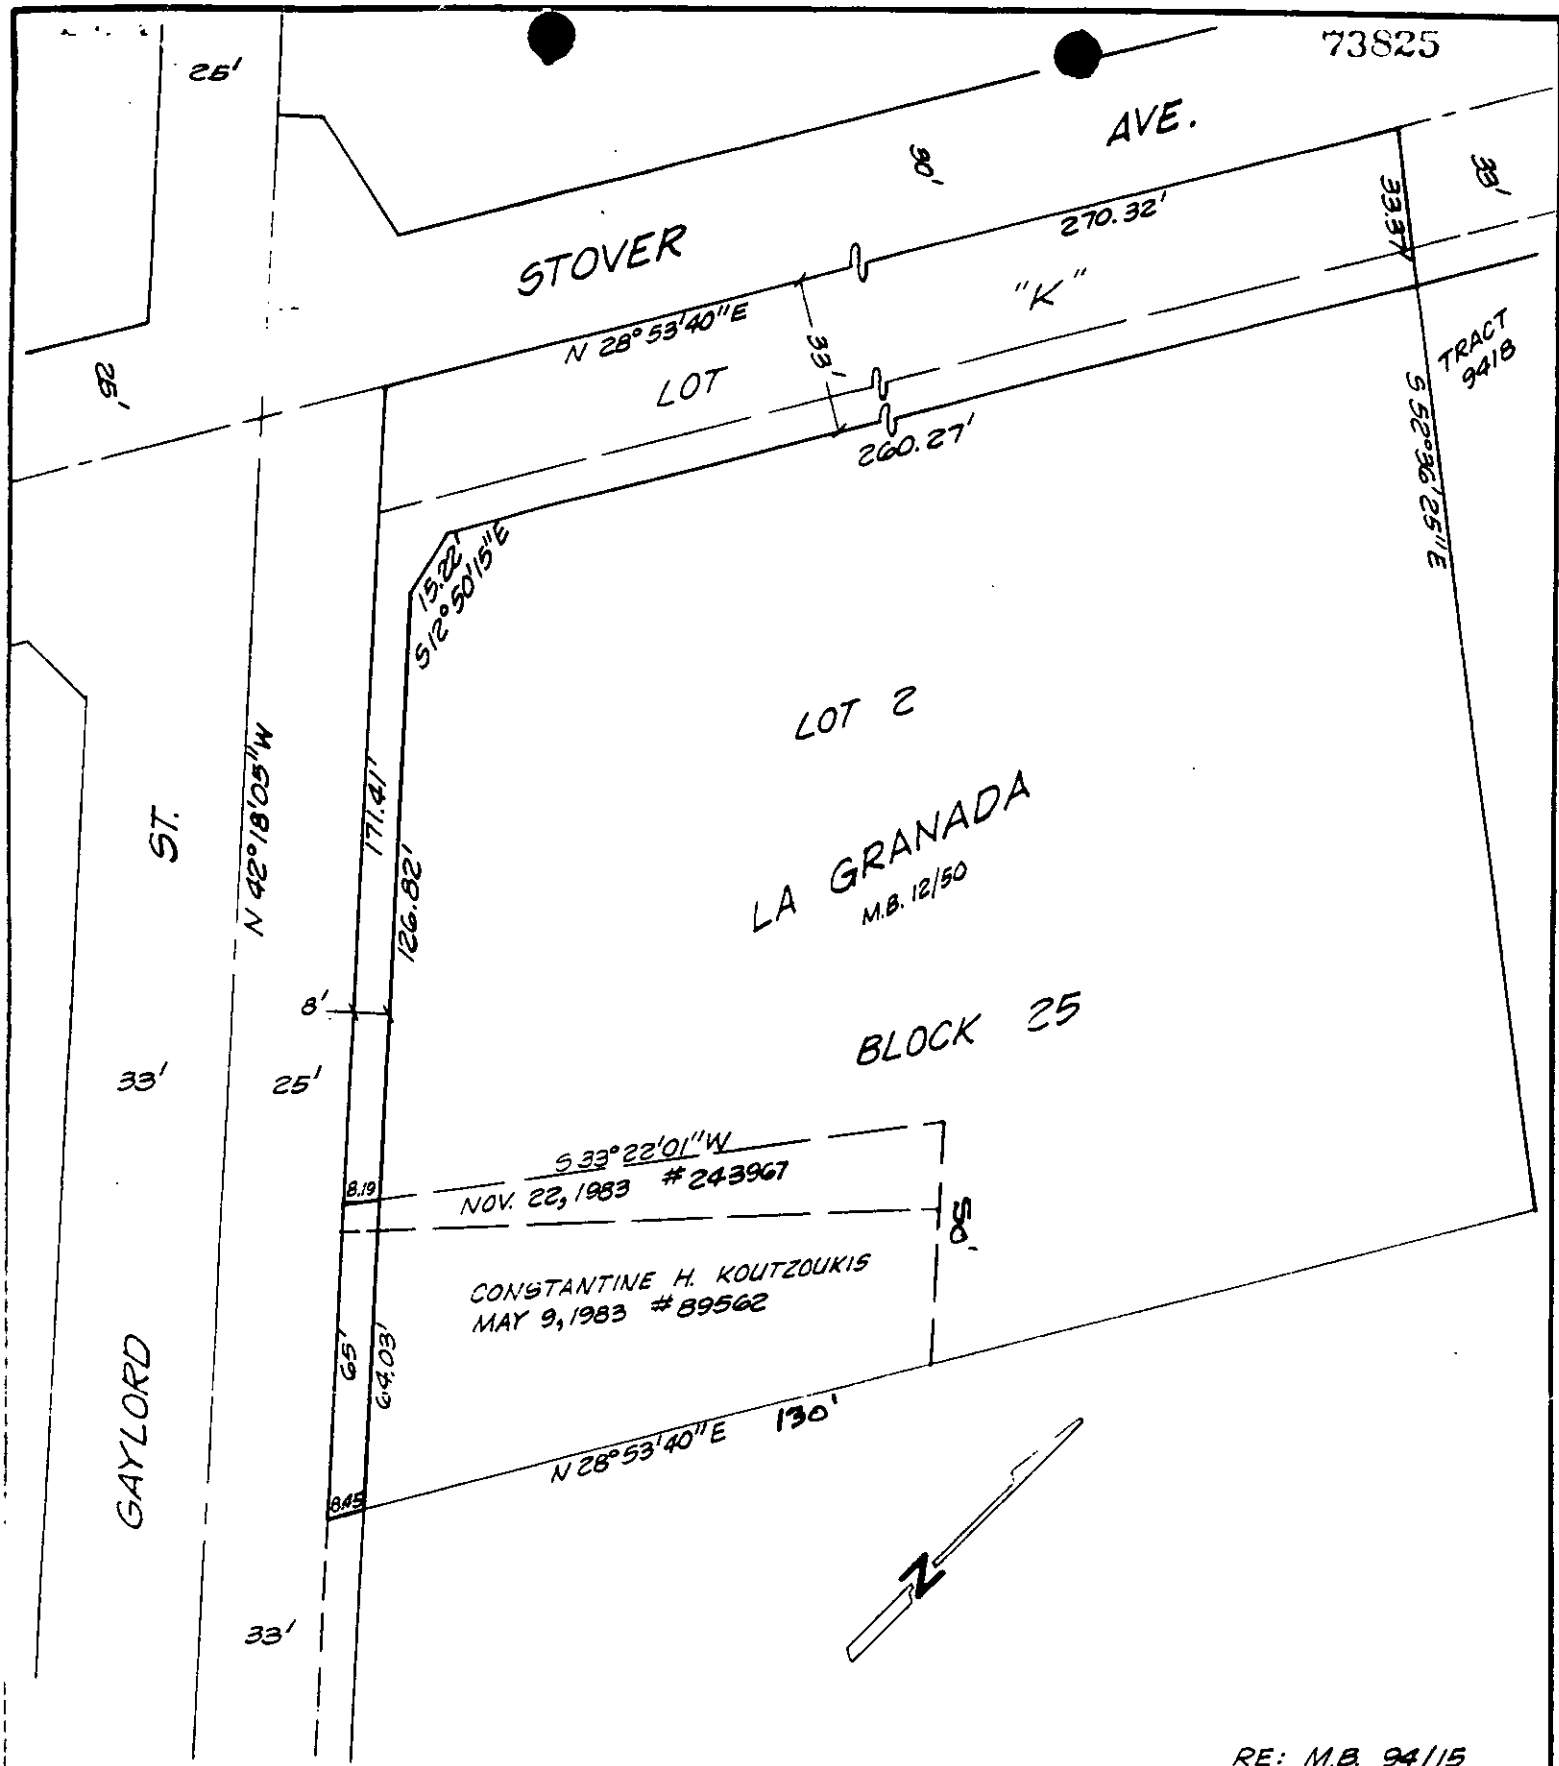 73825
25'
AVE.
30'
33'
33.37'
270.32'
STOVER
"K"
N 28°53'40"E
33'
LOT
25'
TRACT
9418
260.27'
S 52°36'25"E
15.22'
S12°50'15"E
LOT 2
N 42°18'05"W
ST.
171.41'
LA GRANADA
M.B. 12/50
126.82'
8'
BLOCK 25
33'
25'
S 33°22'01"W
8.19
NOV. 22, 1983 #243967
50'
CONSTANTINE H. KOUTZOUKIS
MAY 9, 1983 #89562
65'
64.03'
GAYLORD
130'
N 28°53'40"E
8.45
N
33'
RE: M.B. 94/15